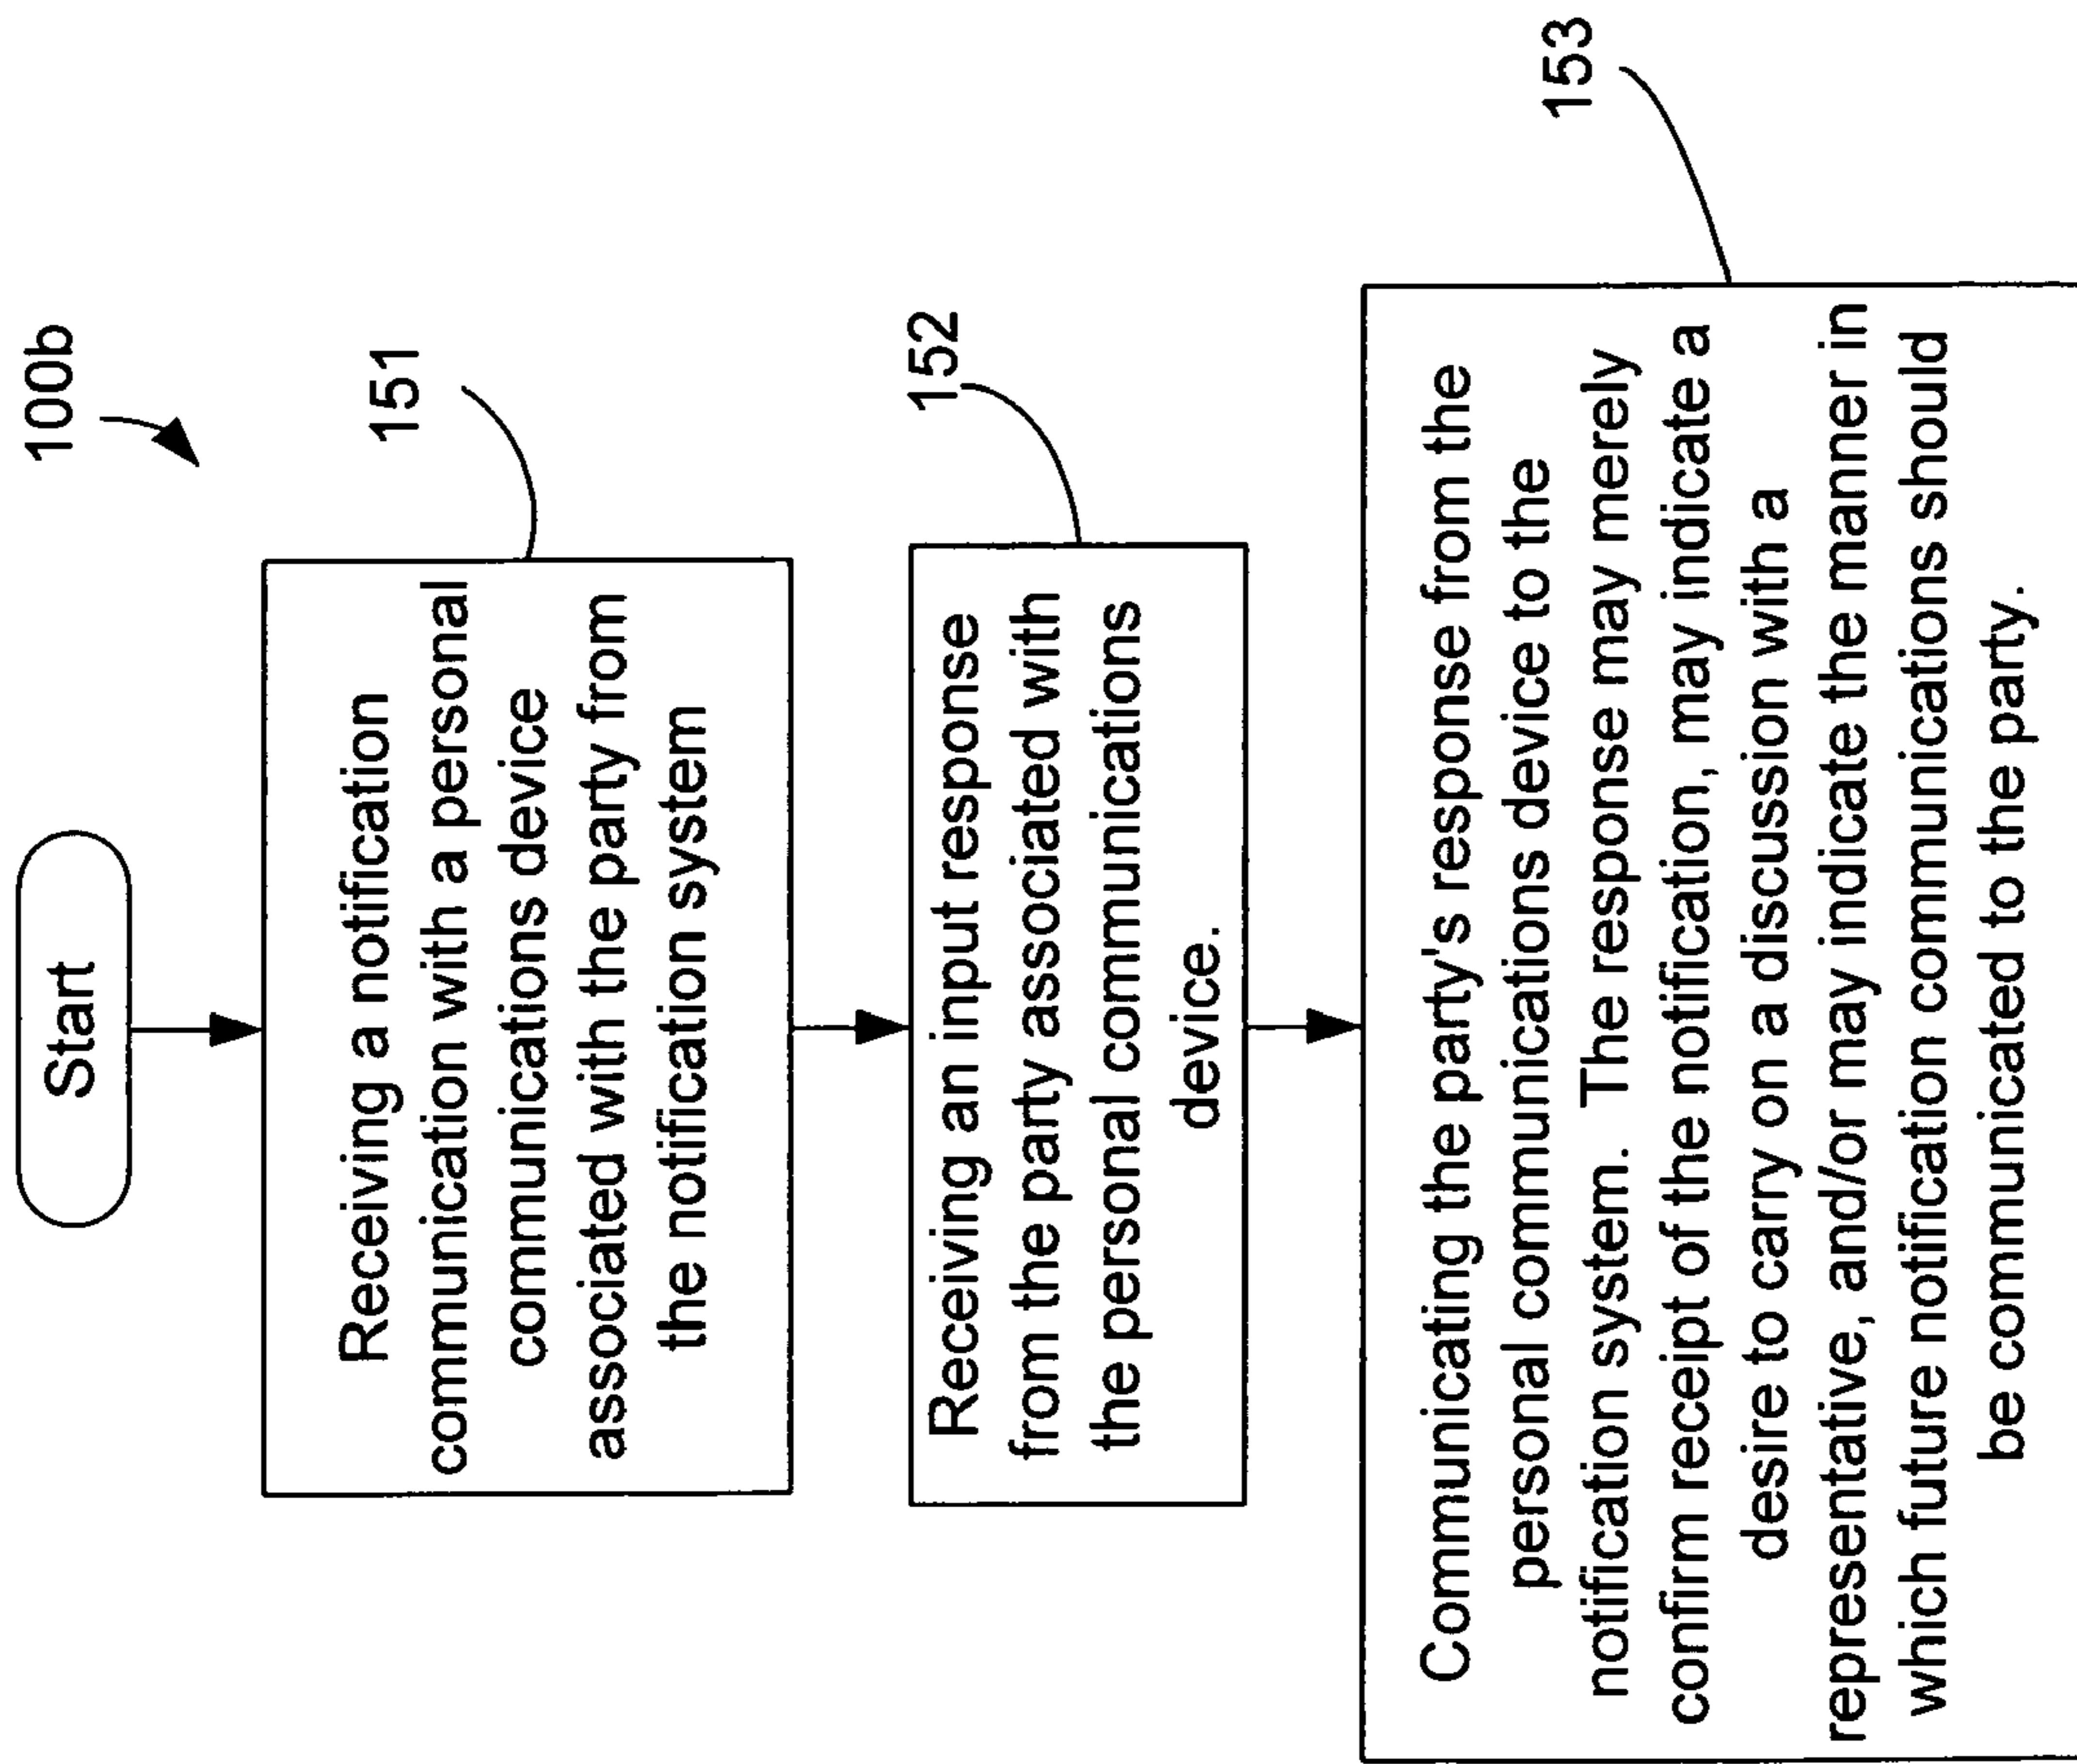 100b
Start
151
Receiving a notification
communication with a personal
communications device
associated with the party from
the notification system
152
Receiving an input response
from the party associated with
the personal communications
device.
153
Communicating the party's response from the
personal communications device to the
notification system. The response may merely
confirm receipt of the notification, may indicate a
desire to carry on a discussion with a
representative, and/or may indicate the manner in
which future notification communications should
be communicated to the party.